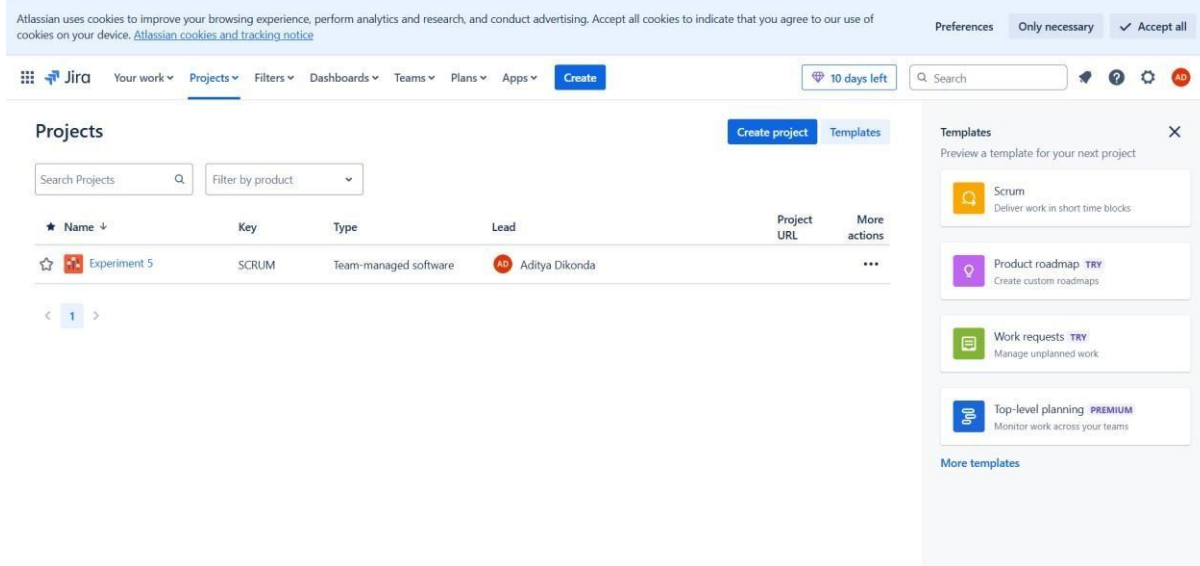 Atlassian uses cookies to improve your browsing experience, perform analytics and research, and conduct advertising. Accept all cookies to indicate that you agree to our use of
cookies on your device. Atlassian cookies and tracking notice
Preferences Only necessary Accept all
Jira Your work Projects Filters Dashboards Teams Plans Apps Create 10 days left Search AD
Projects
Create project Templates
Search Projects Filter by product
Name Key Type Lead Project URL More actions
Experiment 5 SCRUM Team-managed software AD Aditya Dikonda
1
Templates
Preview a template for your next project
Scrum
Deliver work in short time blocks
Product roadmap TRY
Create custom roadmaps
Work requests TRY
Manage unplanned work
Top-level planning PREMIUM
Monitor work across your teams
More templates